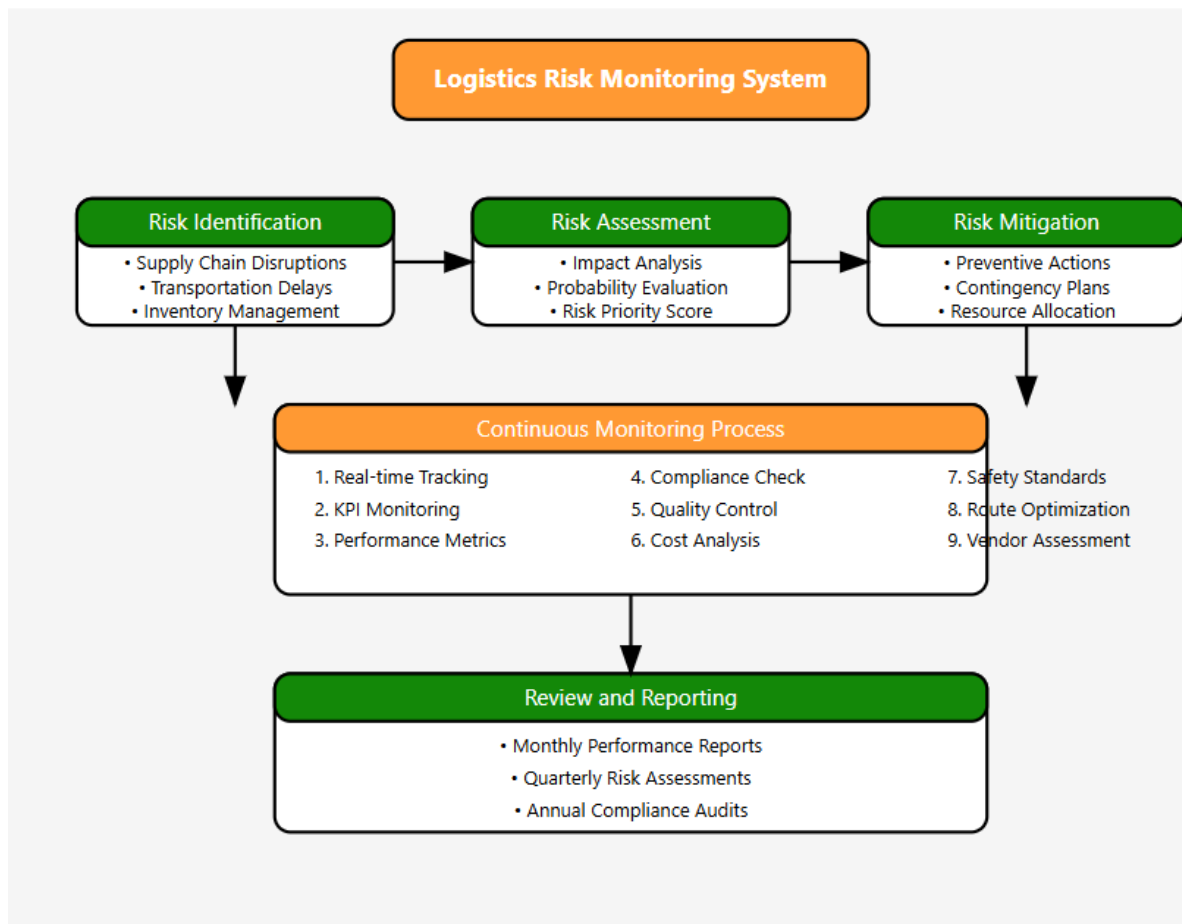 Logistics Risk Monitoring System
Risk Identification
• Supply Chain Disruptions
• Transportation Delays
• Inventory Management
Risk Assessment
• Impact Analysis
• Probability Evaluation
• Risk Priority Score
Risk Mitigation
• Preventive Actions
• Contingency Plans
• Resource Allocation
Continuous Monitoring Process
1. Real-time Tracking
2. KPI Monitoring
3. Performance Metrics
4. Compliance Check
5. Quality Control
6. Cost Analysis
7. Safety Standards
8. Route Optimization
9. Vendor Assessment
Review and Reporting
• Monthly Performance Reports
• Quarterly Risk Assessments
• Annual Compliance Audits